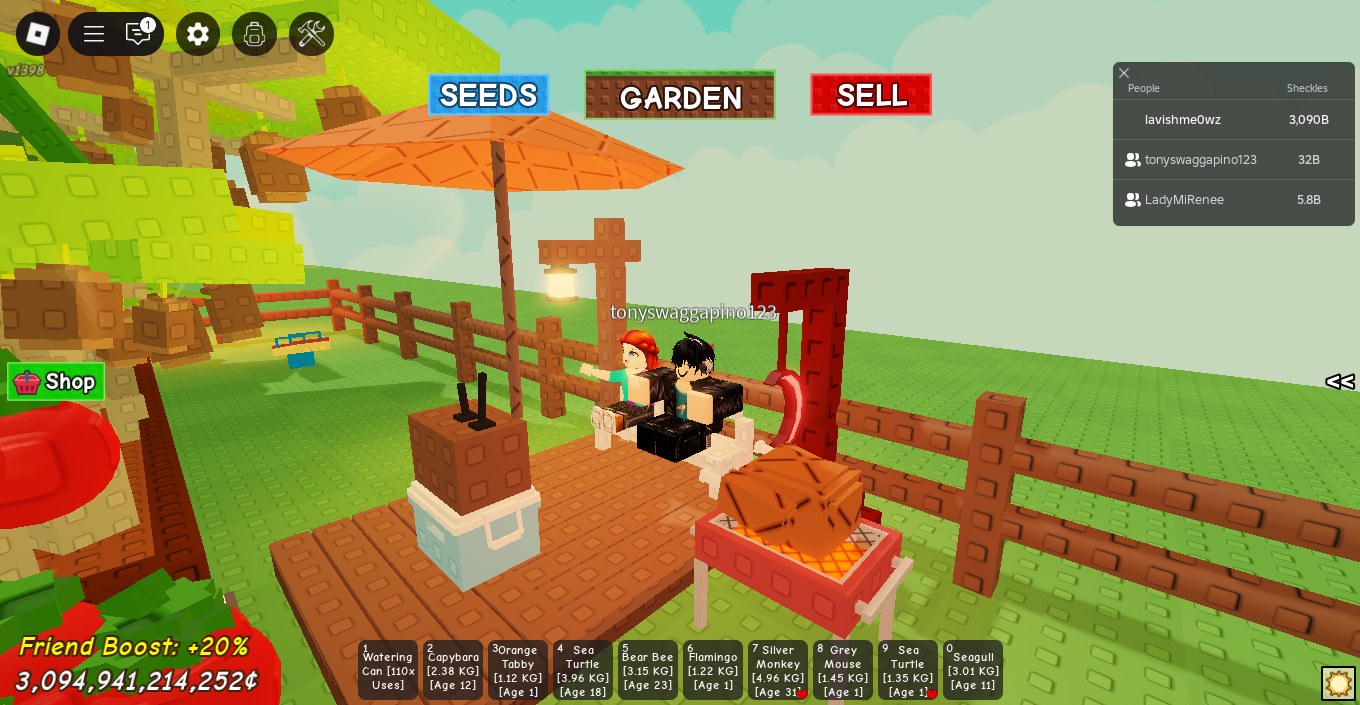 1
v1398
SEEDS
GARDEN
SELL
People Sheckles
lavishme0wz 3,090B
tonyswaggapino123 32B
LadyMiRenee 5.8B
tonyswaggapino123
Shop
<<
Friend Boost: +20%
3,094,941,214,252¢
1
Watering
Can [110x
Uses]
2
Capybara
[2.38 KG]
[Age 12]
3
Orange
Tabby
[1.12 KG]
[Age 1]
4
Sea
Turtle
[3.96 KG]
[Age 18]
5
Bear Bee
[3.15 KG]
[Age 23]
6
Flamingo
[1.22 KG]
[Age 1]
7
Silver
Monkey
[4.96 KG]
[Age 31]
8
Grey
Mouse
[1.45 KG]
[Age 1]
9
Sea
Turtle
[1.35 KG]
[Age 1]
0
Seagull
[3.01 KG]
[Age 11]